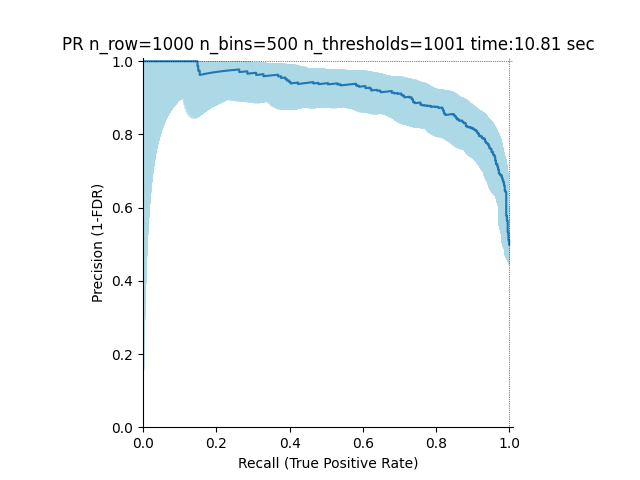 PR n_row=1000 n_bins=500 n_thresholds=1001 time:10.81 sec
1.0
0.8
0.6
0.4
0.2
0.0
Precision (1-FDR)
0.0 0.2 0.4 0.6 0.8 1.0
Recall (True Positive Rate)